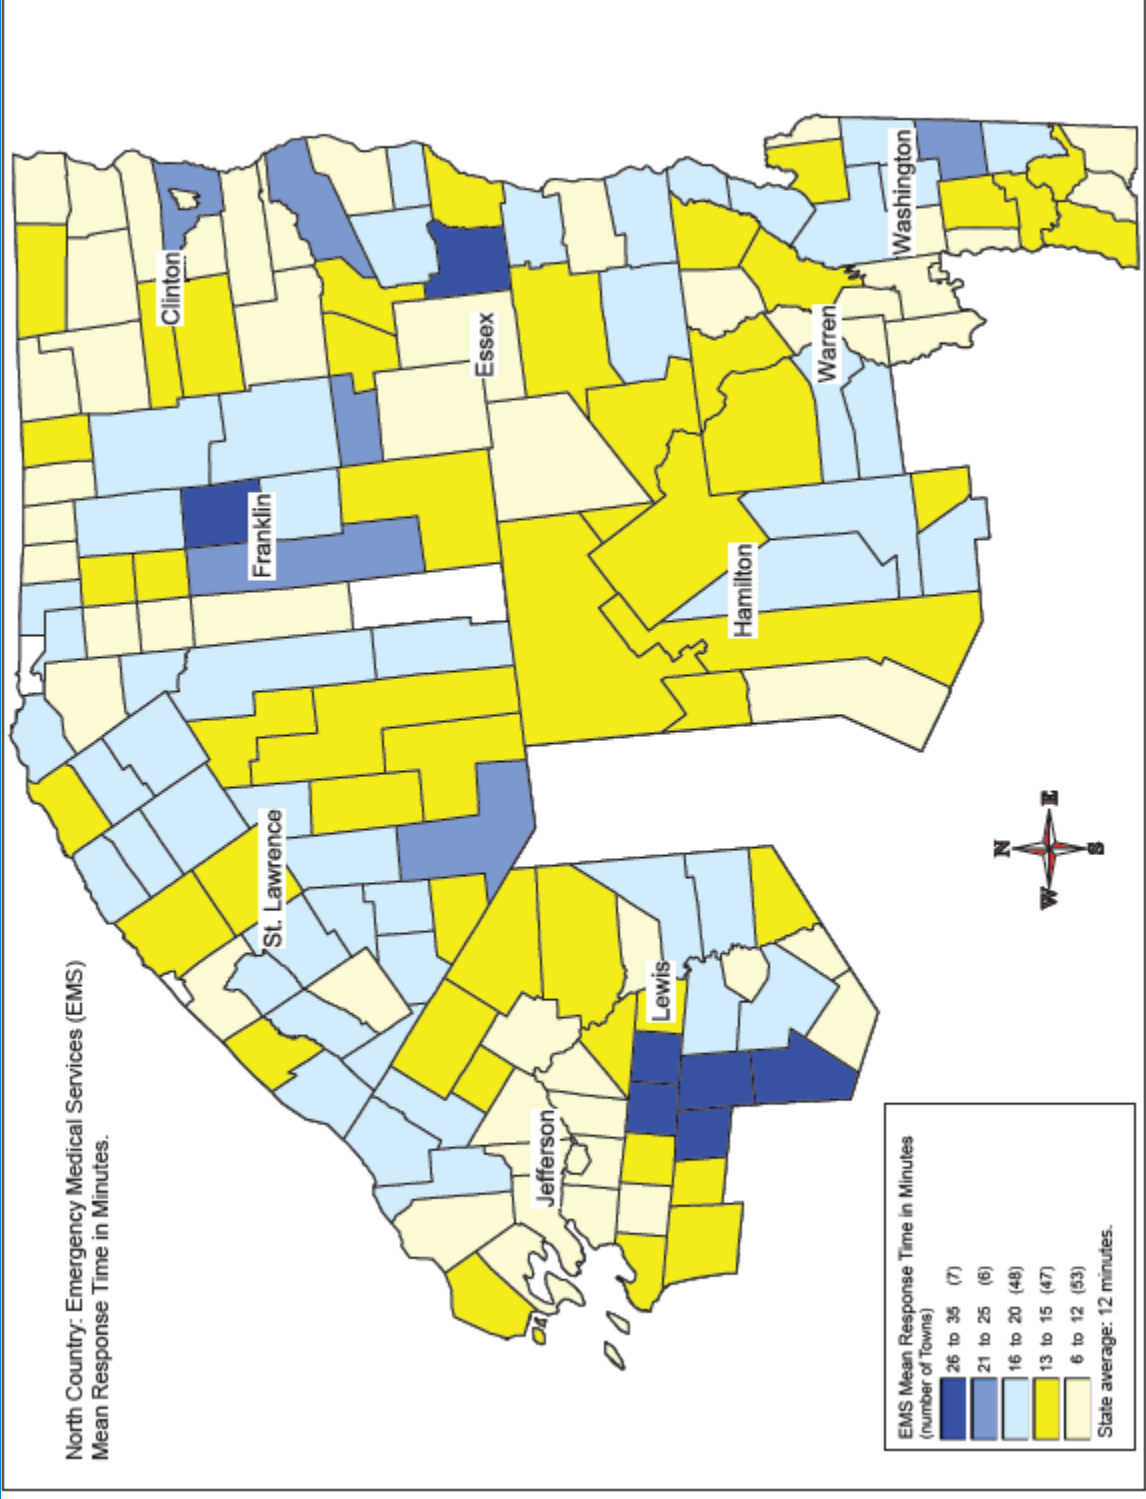 North Country: Emergency Medical Services (EMS)
Mean Response Time in Minutes.
Clinton
Franklin
St. Lawrence
Essex
Jefferson
Lewis
Hamilton
Warren
Washington
N
W E
S
EMS Mean Response Time in Minutes
(number of Towns)
26 to 35 (7)
21 to 25 (6)
16 to 20 (48)
13 to 15 (47)
6 to 12 (53)
State average: 12 minutes.